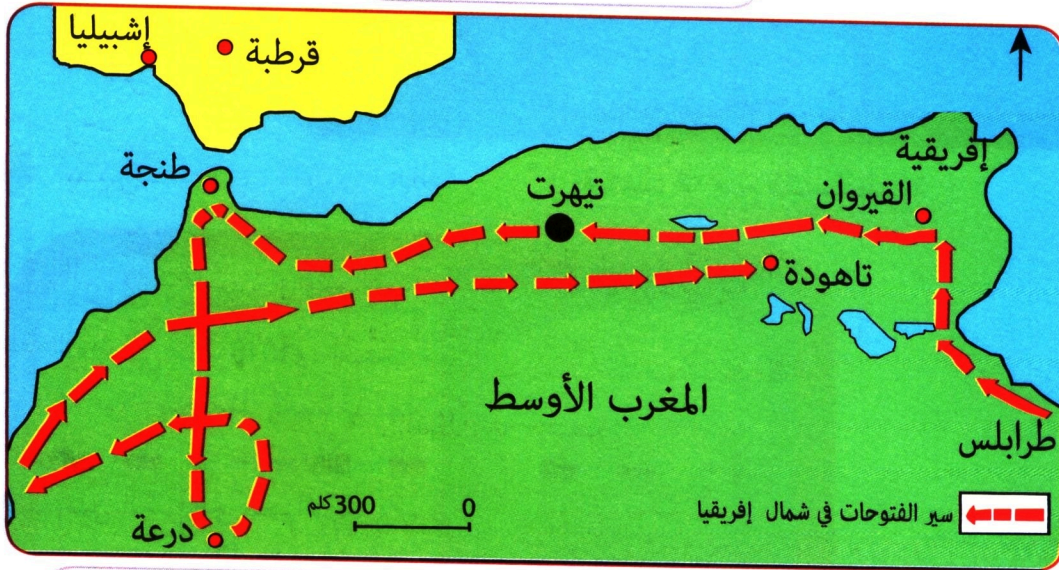 إشبيليا
قرطبة
طنجة
إفريقية
القيروان
تيهرت
تاهودة
المغرب الأوسط
طرابلس
درعة
300 كلم 0
سير الفتوحات في شمال إفريقيا